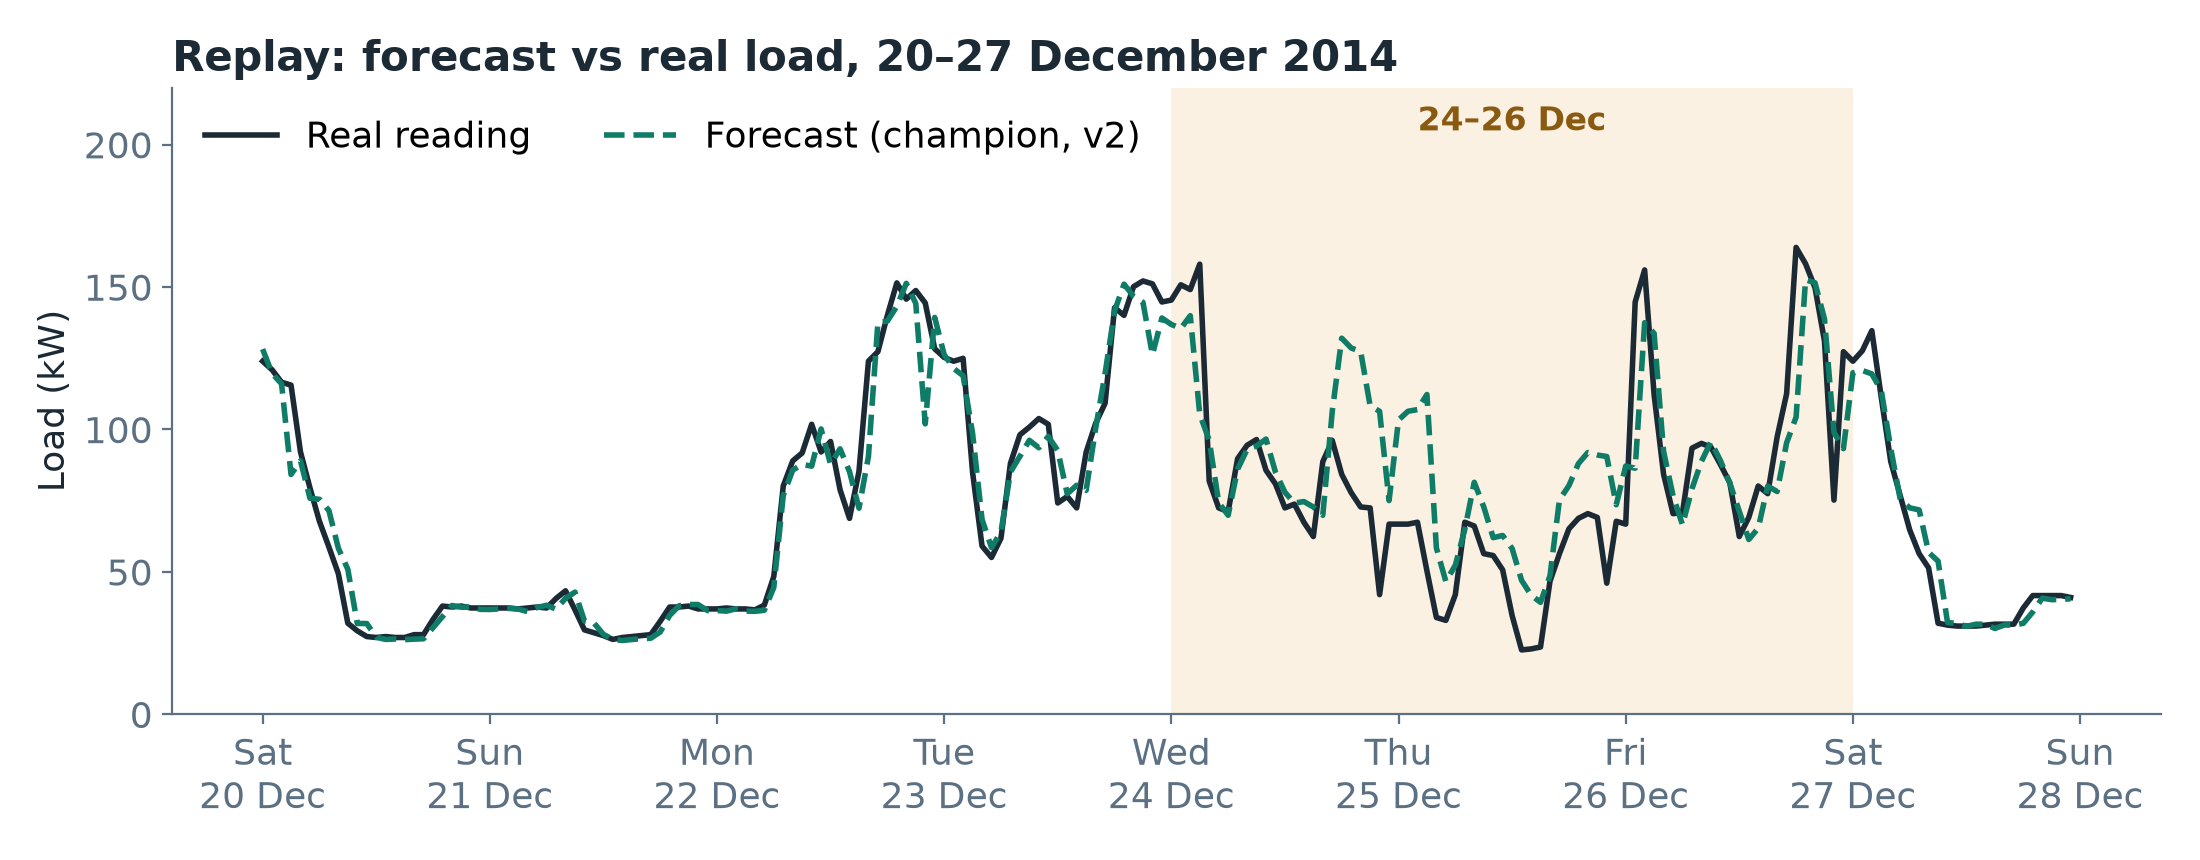 Replay: forecast vs real load, 20–27 December 2014
Real reading
Forecast (champion, v2)
24–26 Dec
Load (kW)
200
150
100
50
0
Sat
20 Dec
Sun
21 Dec
Mon
22 Dec
Tue
23 Dec
Wed
24 Dec
Thu
25 Dec
Fri
26 Dec
Sat
27 Dec
Sun
28 Dec